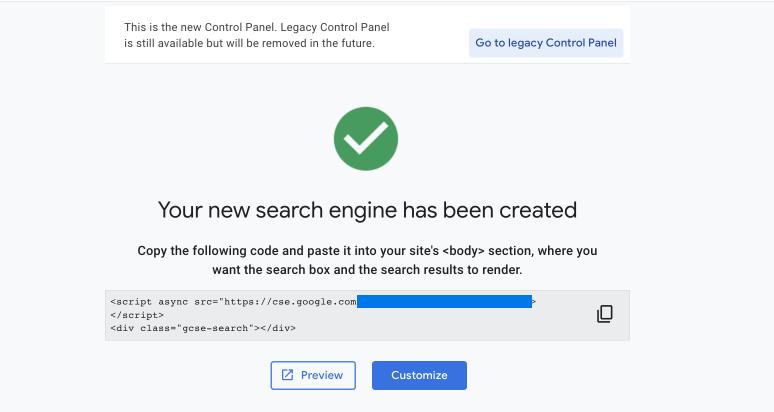 This is the new Control Panel. Legacy Control Panel
is still available but will be removed in the future.
Go to legacy Control Panel
Your new search engine has been created
Copy the following code and paste it into your site's <body> section, where you
want the search box and the search results to render.
<script async src="https://cse.google.com>
</script>
<div class="gcse-search"></div>
Preview
Customize